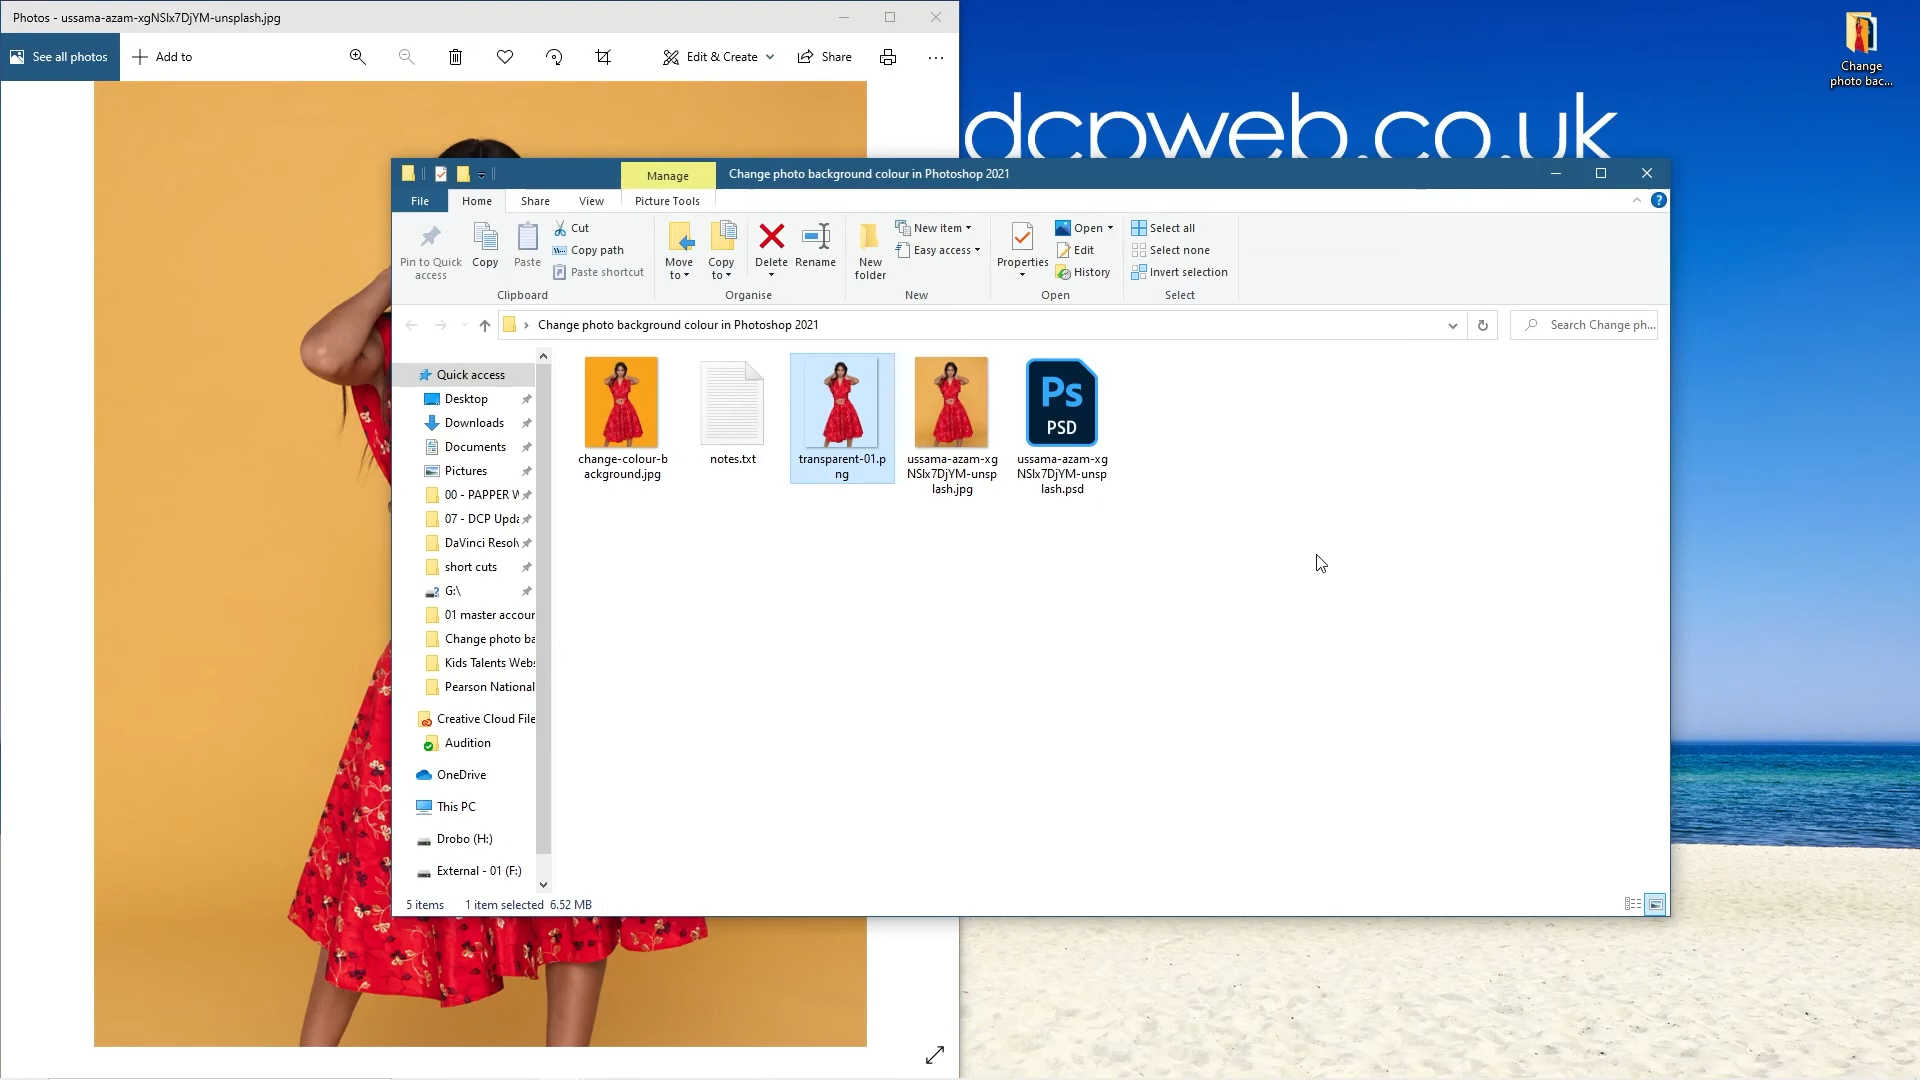 Photos - ussama-azam-xgNSlx7DjYM-unsplash.jpg
See all photos
Add to
Edit & Create
Share
Change
photo bac...
dcpweb.co.uk
Manage
Change photo background colour in Photoshop 2021
File
Home
Share
View
Picture Tools
Pin to Quick
access
Copy
Paste
Cut
Copy path
Paste shortcut
Clipboard
Move
to
Copy
to
Delete
Rename
Organise
New
folder
New item
Easy access
New
Properties
Open
Edit
History
Open
Select all
Select none
Invert selection
Select
Change photo background colour in Photoshop 2021
Search Change ph...
Quick access
Desktop
Downloads
Documents
Pictures
00 - PAPPER
07 - DCP
DaVinci
short cuts
G:\
01 master
Change photo
Kids Talents
Pearson National
Creative Cloud
Audition
OneDrive
This PC
Drobo (H:)
External - 01 (F:)
change-colour-b
ackground.jpg
notes.txt
transparent-01.p
ng
ussama-azam-xg
NSlx7DjYM-unsp
lash.jpg
Ps
PSD
ussama-azam-xg
NSlx7DjYM-unsp
lash.psd
5 items
1 item selected 6.52 MB